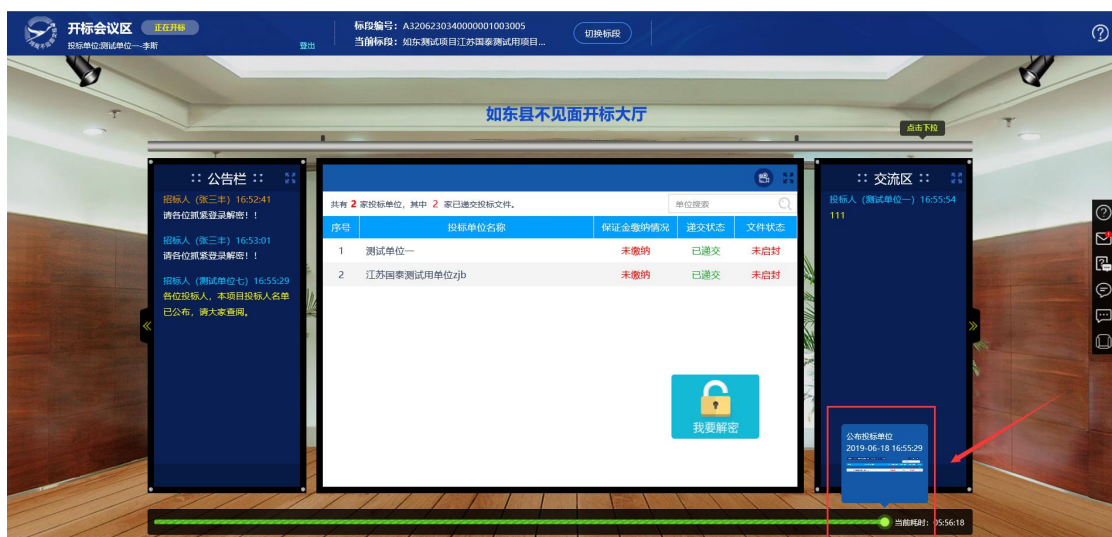 开标会议区 正在开标
投标单位:测试单位一-李斯 登出
标段编号：A3206230340000001003005
当前标段：如东测试项目江苏国泰测试用项目...
切换标段
如东县不见面开标大厅
点击下拉
:: 公告栏 ::
招标人（张三丰）16:52:41
请各位抓紧登录解密！！
招标人（张三丰）16:53:01
请各位抓紧登录解密！！
招标人（测试单位七）16:55:29
各位投标人，本项目投标人名单
已公布，请大家查阅。
共有 2 家投标单位，其中 2 家已递交投标文件。
单位搜索
序号 投标单位名称 保证金缴纳情况 递交状态 文件状态
1 测试单位一 未缴纳 已递交 未启封
2 江苏国泰测试用单位zjb 未缴纳 已递交 未启封
我要解密
:: 交流区 ::
投标人（测试单位一）16:55:54
111
公布投标单位
2019-06-18 16:55:29
当前耗时：05:56:18